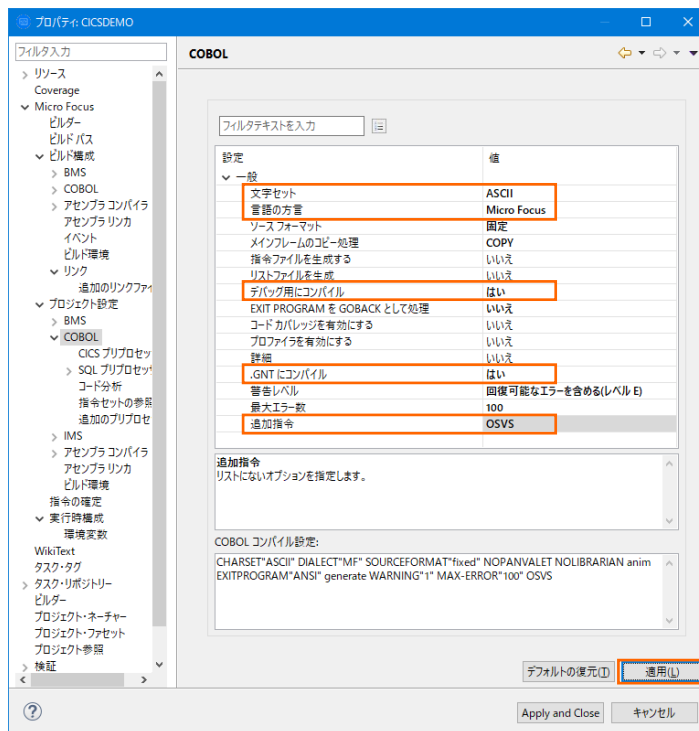 プロパティ: CICSDEMO
フィルタ入力
リソース
Coverage
Micro Focus
ビルダー
ビルド パス
ビルド構成
BMS
COBOL
アセンブラ コンパイラ
アセンブラ リンカ
イベント
ビルド環境
リンク
追加のリンクファイ
プロジェクト設定
BMS
COBOL
CICS プリプロセッ
SQL プリプロセッサ
コード分析
指令セットの参照
追加のプリプロセ
IMS
アセンブラ コンパイラ
アセンブラ リンカ
ビルド環境
指令の確定
実行時構成
環境変数
WikiText
タスク・タグ
タスク・リポジトリー
ビルダー
プロジェクト・ネーチャー
プロジェクト・ファセット
プロジェクト参照
検証
COBOL
フィルタテキストを入力
設定 値
一般
文字セット ASCII
言語の方言 Micro Focus
ソース フォーマット 固定
メインフレームのコピー処理 COPY
指令ファイルを生成する いいえ
リストファイルを生成 いいえ
デバッグ用にコンパイル はい
EXIT PROGRAM を GOBACK として処理 いいえ
コード カバレッジを有効にする いいえ
プロファイラを有効にする いいえ
詳細 いいえ
.GNT にコンパイル はい
警告レベル 回復可能なエラーを含める(レベル E)
最大エラー数 100
追加指令 OSVS
追加指令
リストにないオプションを指定します。
COBOL コンパイル設定:
CHARSET"ASCII" DIALECT"MF" SOURCEFORMAT"fixed" NOPANVALET NOLIBRARIAN anim
EXITPROGRAM"ANSI" generate WARNING"1" MAX-ERROR"100" OSVS
デフォルトの復元(T) 適用(L)
Apply and Close キャンセル